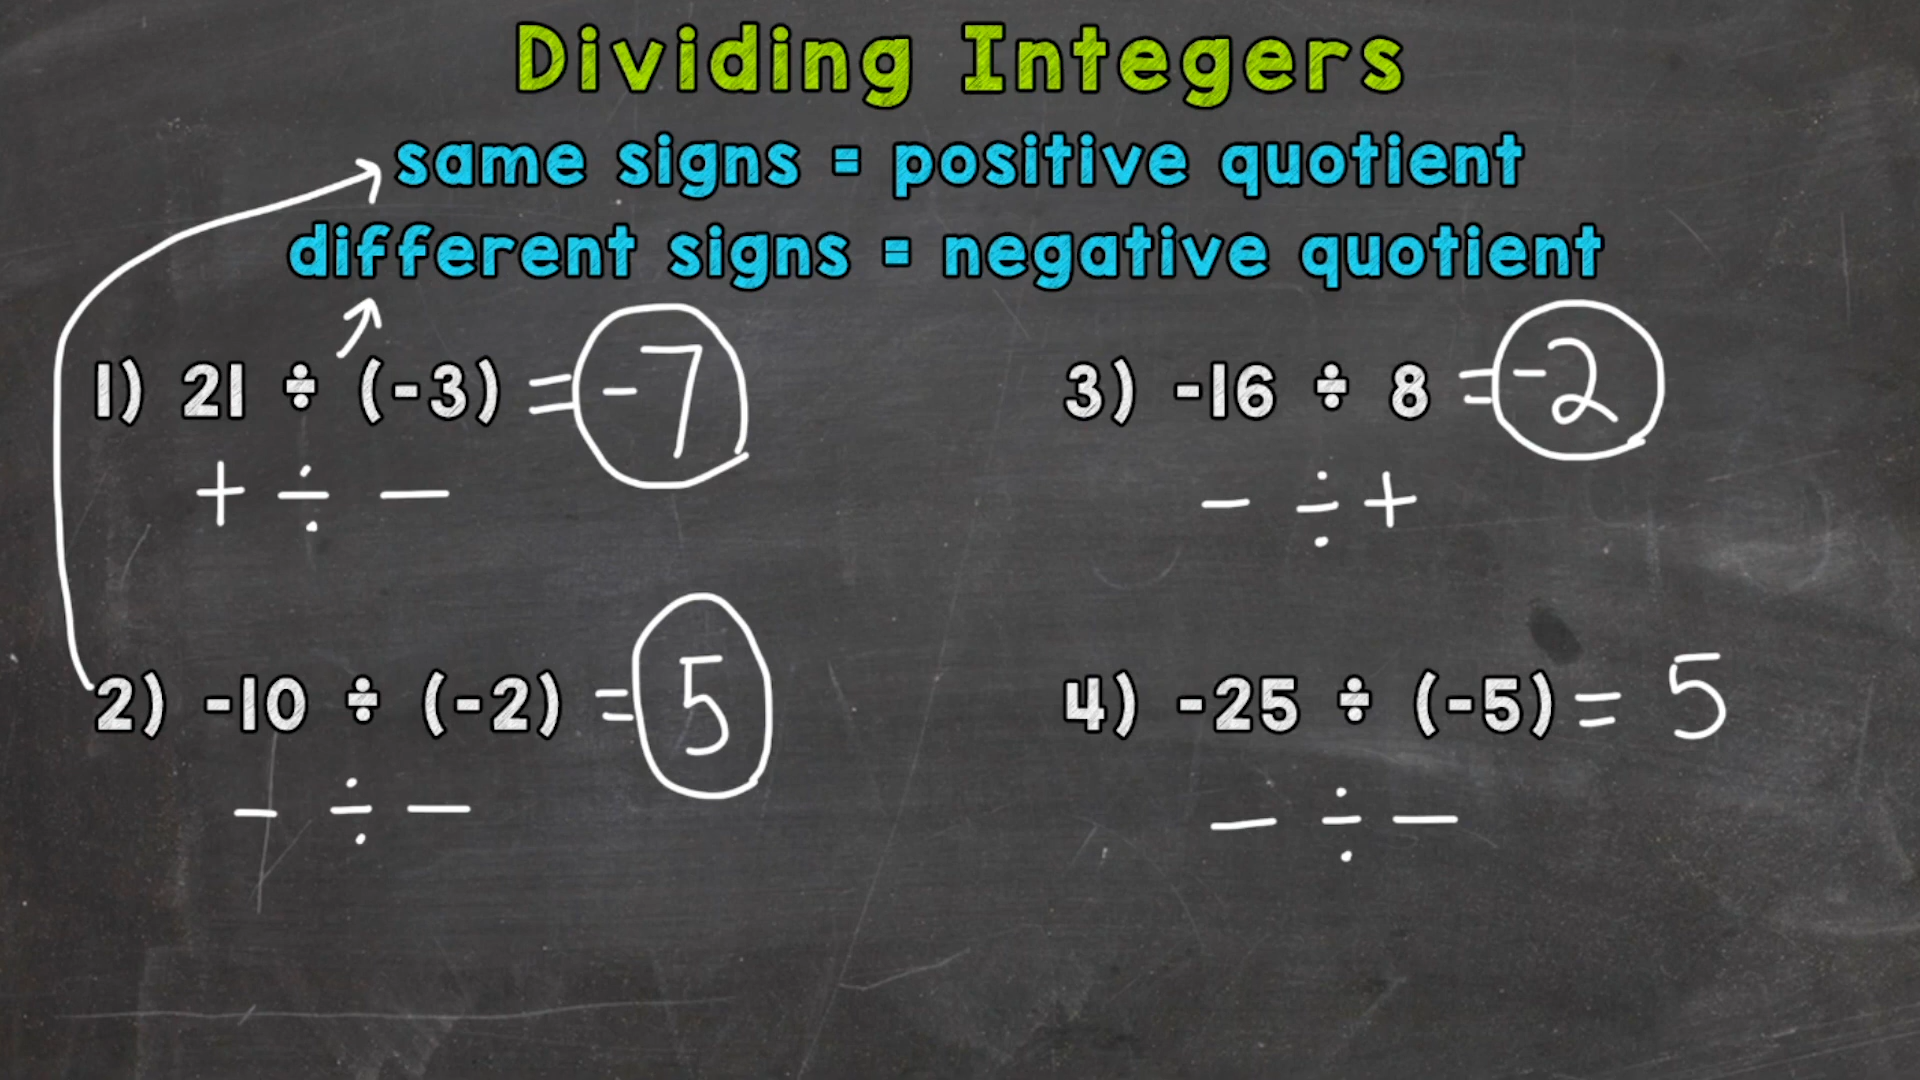 Dividing Integers
same signs = positive quotient
different signs = negative quotient
1) 21 ÷ (-3) = -7
+ ÷ —
2) -10 ÷ (-2) = 5
- ÷ —
3) -16 ÷ 8 = -2
- ÷ +
4) -25 ÷ (-5) = 5
— ÷ —